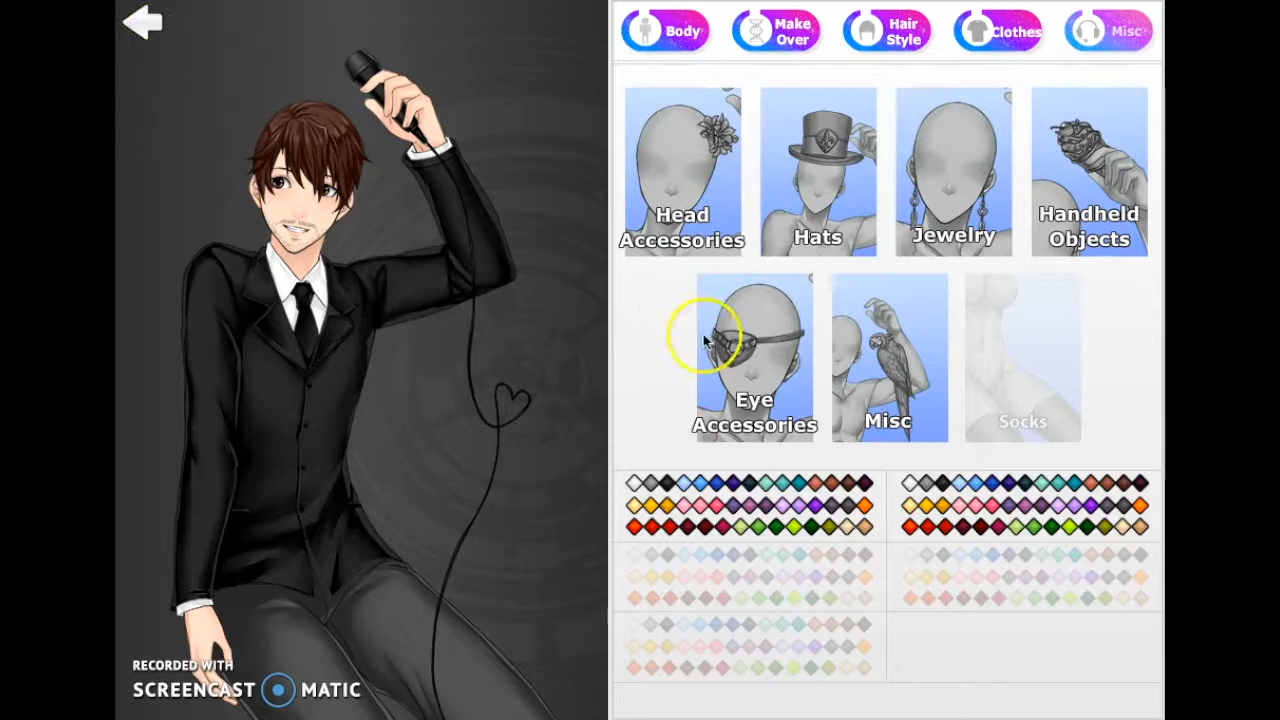 Body
Make
Over
Hair
Style
Clothes
Misc
Head
Accessories
Hats
Jewelry
Handheld
Objects
Eye
Accessories
Misc
Socks
RECORDED WITH
SCREENCAST MATIC